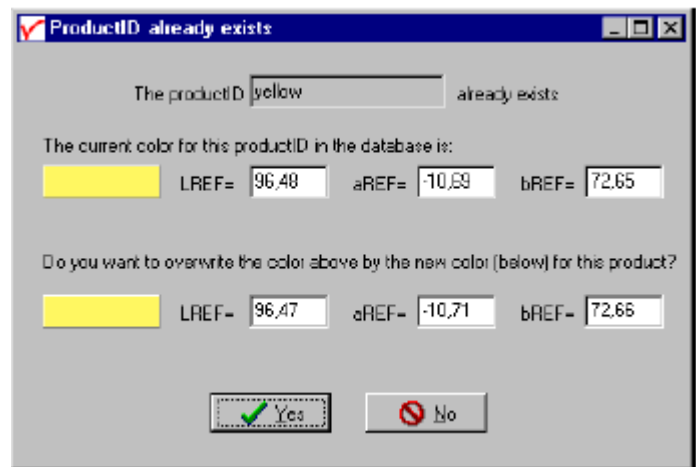 ProductID already exists
The productID yellow already exists
The current color for this productID in the database is:
LREF= 96,48 aREF= -10,69 bREF= 72,65
Do you want to overwrite the color above by the new color (below) for this product?
LREF= 96,47 aREF= -10,71 bREF= 72,66
Yes No